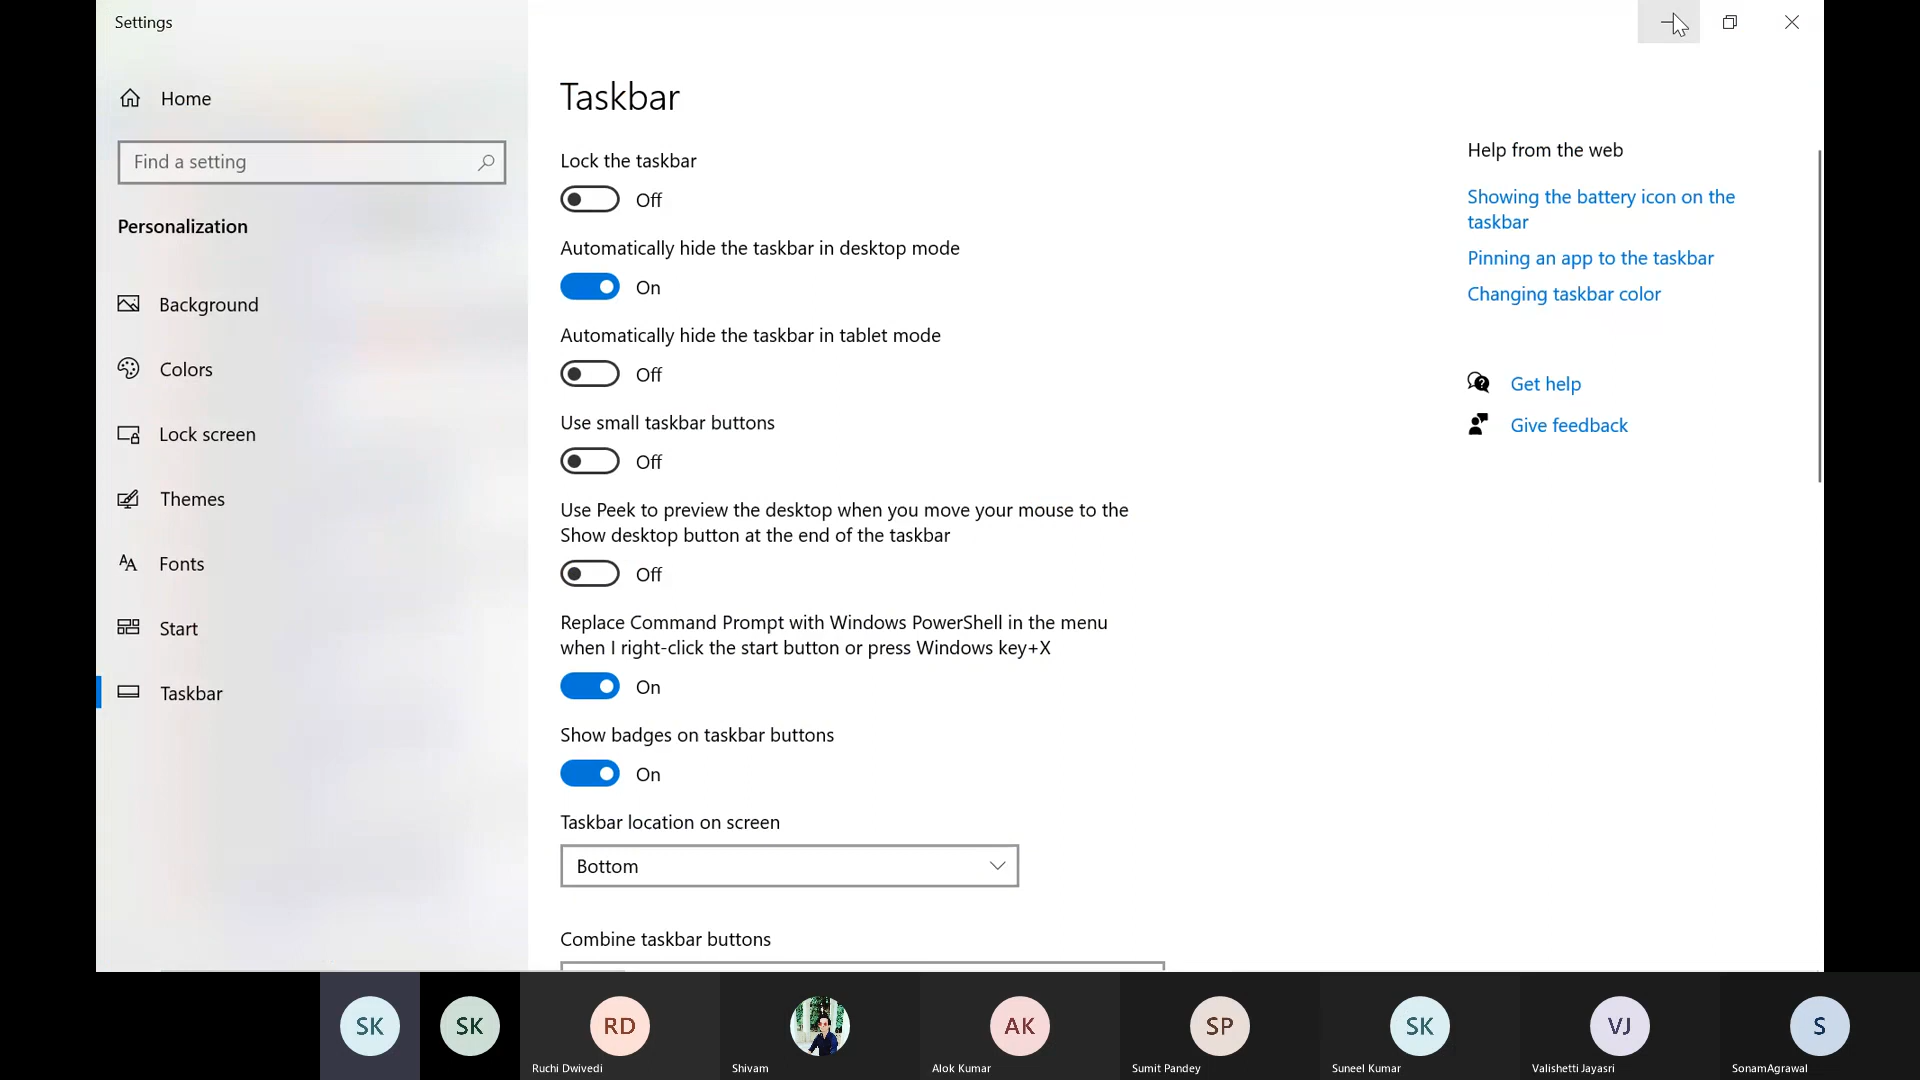 Settings
Home
Find a setting
Personalization
Background
Colors
Lock screen
Themes
Fonts
Start
Taskbar
Taskbar
Lock the taskbar
Off
Automatically hide the taskbar in desktop mode
On
Automatically hide the taskbar in tablet mode
Off
Use small taskbar buttons
Off
Use Peek to preview the desktop when you move your mouse to the
Show desktop button at the end of the taskbar
Off
Replace Command Prompt with Windows PowerShell in the menu
when I right-click the start button or press Windows key+X
On
Show badges on taskbar buttons
On
Taskbar location on screen
Bottom
Combine taskbar buttons
Help from the web
Showing the battery icon on the
taskbar
Pinning an app to the taskbar
Changing taskbar color
Get help
Give feedback
SK
SK
RD
Ruchi Dwivedi
Shivam
AK
Alok Kumar
SP
Sumit Pandey
SK
Suneel Kumar
VJ
Valishetti Jayasri
S
SonamAgrawal